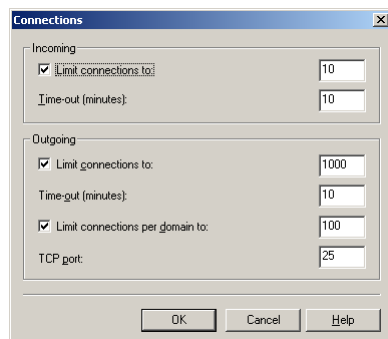 Connections
Incoming
Limit connections to: 10
Time-out (minutes): 10
Outgoing
Limit connections to: 1000
Time-out (minutes): 10
Limit connections per domain to: 100
TCP port: 25
OK Cancel Help